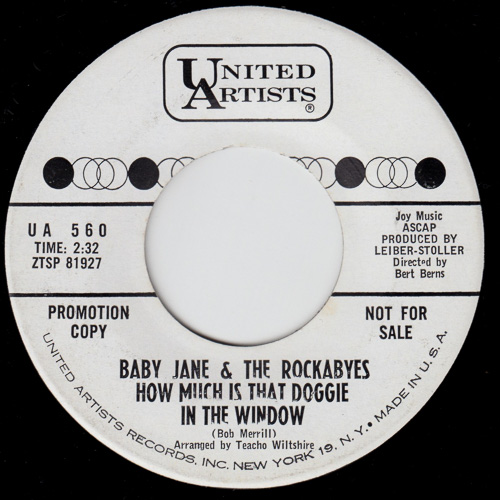 UNITED
ARTISTS®
UA 560
TIME: 2:32
ZTSP 81927
Joy Music
ASCAP
PRODUCED BY
LEIBER-STOLLER
Directed by
Bert Berns
PROMOTION
COPY
NOT FOR
SALE
BABY JANE & THE ROCKABYES
HOW MUCH IS THAT DOGGIE
IN THE WINDOW
(Bob Merrill)
Arranged by Teacho Wiltshire
UNITED ARTISTS RECORDS, INC. NEW YORK 19, N.Y. • MADE IN U.S.A.